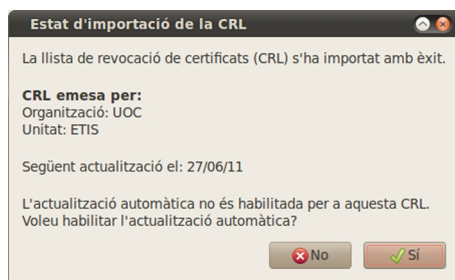 Estat d'importació de la CRL
La llista de revocació de certificats (CRL) s'ha importat amb èxit.
CRL emesa per:
Organització: UOC
Unitat: ETIS
Següent actualització el: 27/06/11
L'actualització automàtica no és habilitada per a aquesta CRL.
Voleu habilitar l'actualització automàtica?
No
Sí